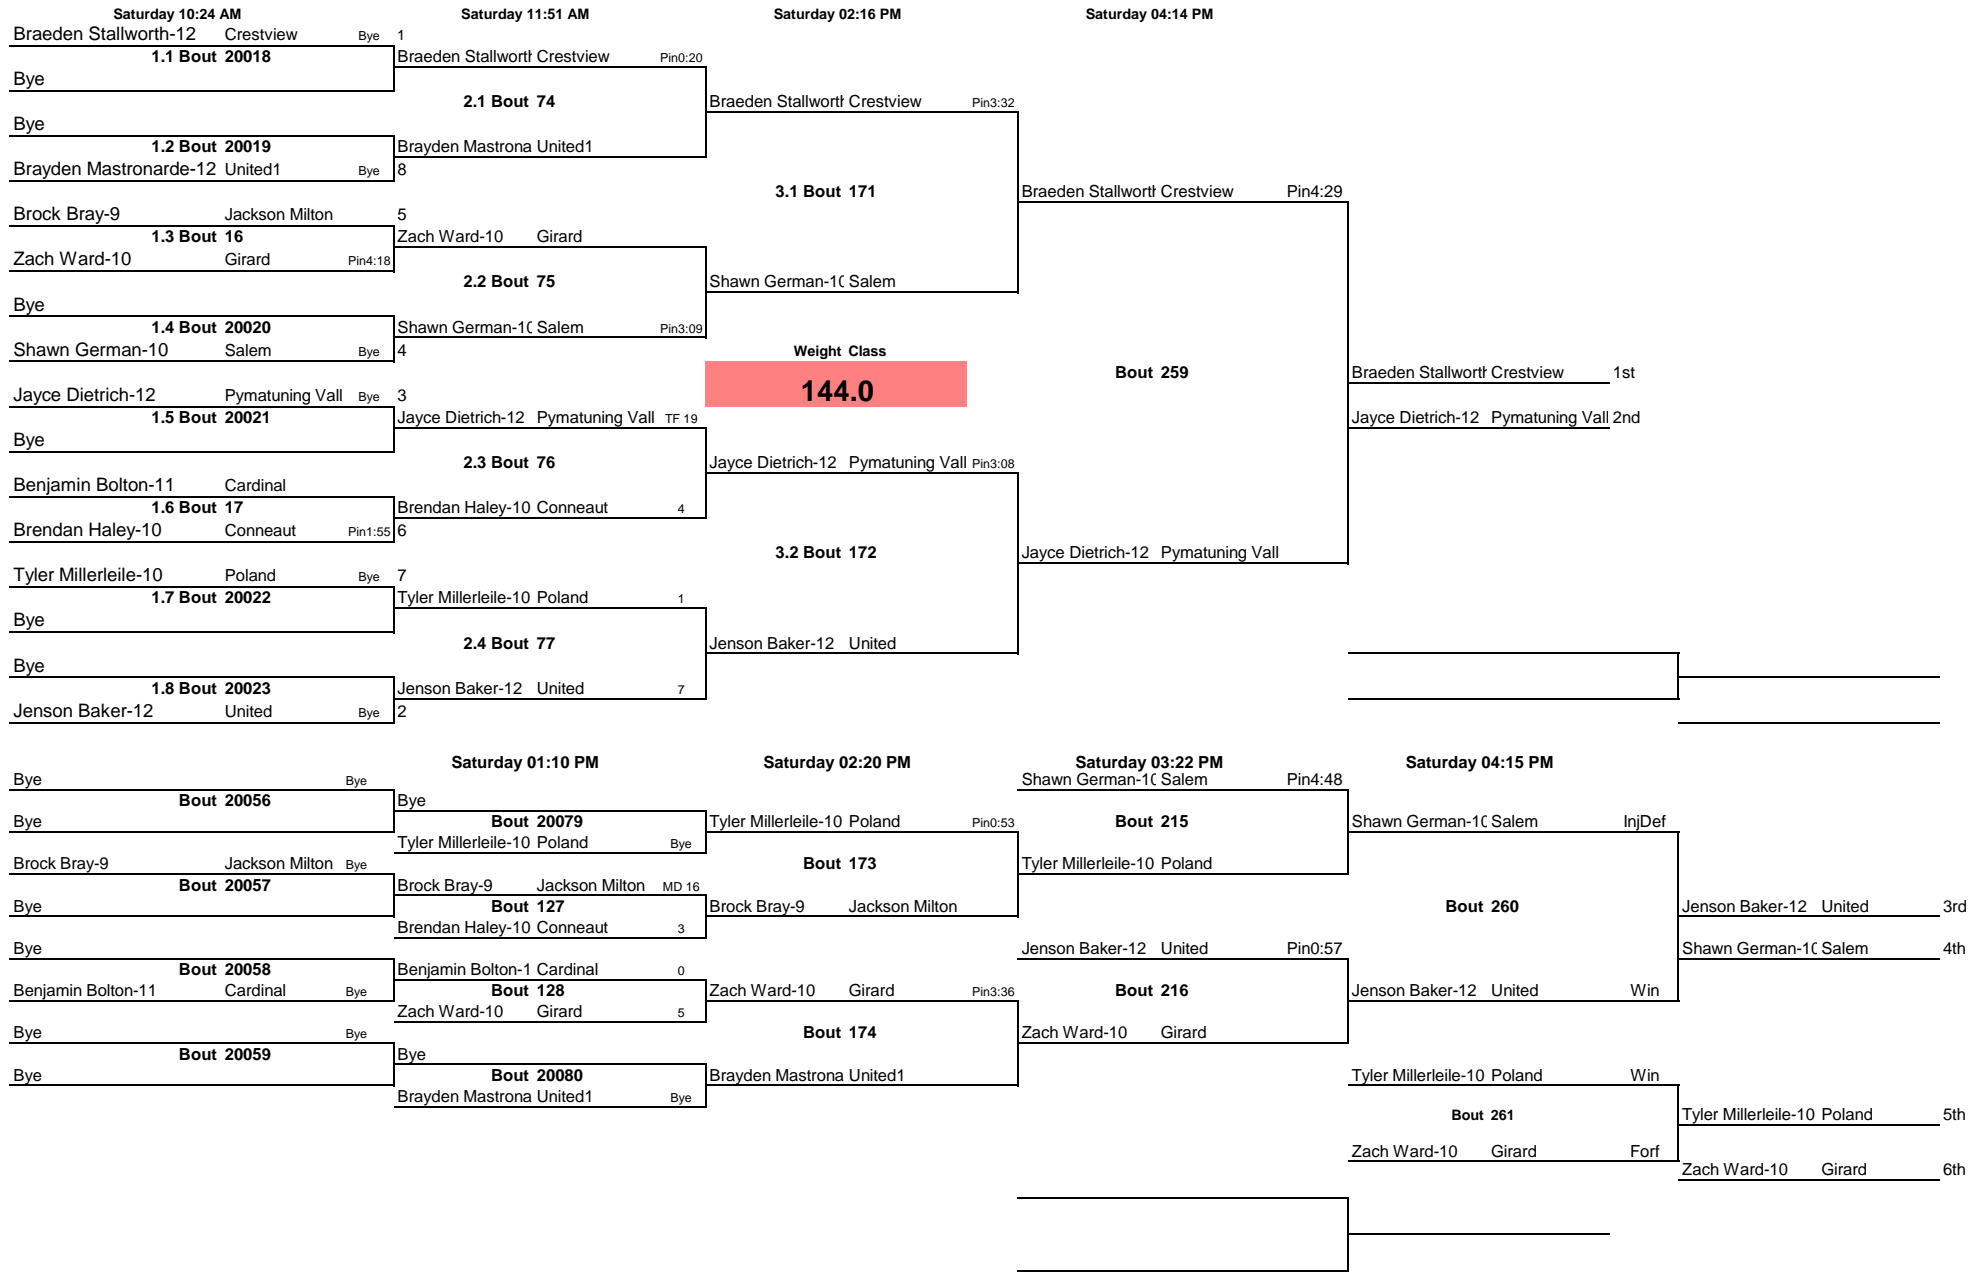 Saturday 10:24 AM Saturday 11:51 AM Saturday 02:16 PM Saturday 04:14 PM
Braeden Stallworth-12 Crestview Bye 1
1.1 Bout 20018 Braeden Stallwortl Crestview Pin0:20
Bye
2.1 Bout 74 Braeden Stallwortl Crestview Pin3:32
Bye
1.2 Bout 20019 Brayden Mastrona United1
Brayden Mastronarde-12 United1 Bye 8
3.1 Bout 171 Braeden Stallwortl Crestview Pin4:29
Brock Bray-9 Jackson Milton 5
1.3 Bout 16 Zach Ward-10 Girard
Zach Ward-10 Girard Pin4:18
2.2 Bout 75 Shawn German-1( Salem
Bye
1.4 Bout 20020 Shawn German-1( Salem Pin3:09
Shawn German-10 Salem Bye 4 Weight Class
Bout 259 Braeden Stallwortl Crestview 1st
Jayce Dietrich-12 Pymatuning Vall Bye 3 144.0
1.5 Bout 20021 Jayce Dietrich-12 Pymatuning Vall TF 19 Jayce Dietrich-12 Pymatuning Vall 2nd
Bye
2.3 Bout 76 Jayce Dietrich-12 Pymatuning Vall Pin3:08
Benjamin Bolton-11 Cardinal
1.6 Bout 17 Brendan Haley-10 Conneaut 4
Brendan Haley-10 Conneaut Pin1:55 6
3.2 Bout 172 Jayce Dietrich-12 Pymatuning Vall
Tyler Millerleile-10 Poland Bye 7
1.7 Bout 20022 Tyler Millerleile-10 Poland 1
Bye
2.4 Bout 77 Jenson Baker-12 United
Bye
1.8 Bout 20023 Jenson Baker-12 United 7
Jenson Baker-12 United Bye 2
Saturday 01:10 PM Saturday 02:20 PM Saturday 03:22 PM Saturday 04:15 PM
Bye Bye Shawn German-1( Salem Pin4:48
Bout 20056 Bye
Bye Bout 20079 Tyler Millerleile-10 Poland Pin0:53 Bout 215 Shawn German-1( Salem InjDef
Tyler Millerleile-10 Poland Bye
Brock Bray-9 Jackson Milton Bye Bout 173 Tyler Millerleile-10 Poland
Bout 20057 Brock Bray-9 Jackson Milton MD 16
Bye Bout 127 Brock Bray-9 Jackson Milton Bout 260 Jenson Baker-12 United 3rd
Brendan Haley-10 Conneaut 3
Bye Jenson Baker-12 United Pin0:57 Shawn German-1( Salem 4th
Bout 20058 Benjamin Bolton-1 Cardinal 0
Benjamin Bolton-11 Cardinal Bye Bout 128 Zach Ward-10 Girard Pin3:36 Bout 216 Jenson Baker-12 United Win
Zach Ward-10 Girard 5
Bye Bye Bout 174 Zach Ward-10 Girard
Bout 20059 Bye
Bye Bout 20080 Brayden Mastrona United1 Tyler Millerleile-10 Poland Win
Brayden Mastrona United1 Bye
Bout 261 Tyler Millerleile-10 Poland 5th
Zach Ward-10 Girard Forf
Zach Ward-10 Girard 6th